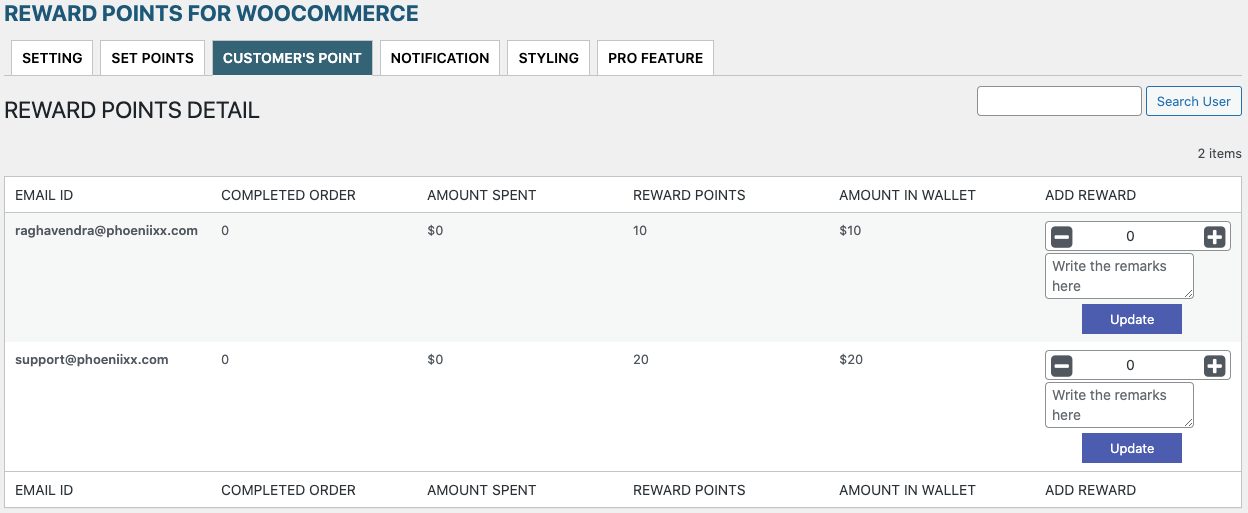 REWARD POINTS FOR WOOCOMMERCE
SETTING SET POINTS CUSTOMER'S POINT NOTIFICATION STYLING PRO FEATURE
REWARD POINTS DETAIL
Search User
2 items
EMAIL ID COMPLETED ORDER AMOUNT SPENT REWARD POINTS AMOUNT IN WALLET ADD REWARD
raghavendra@phoeniixx.com 0 $0 10 $10 0
Write the remarks
here
Update
support@phoeniixx.com 0 $0 20 $20 0
Write the remarks
here
Update
EMAIL ID COMPLETED ORDER AMOUNT SPENT REWARD POINTS AMOUNT IN WALLET ADD REWARD